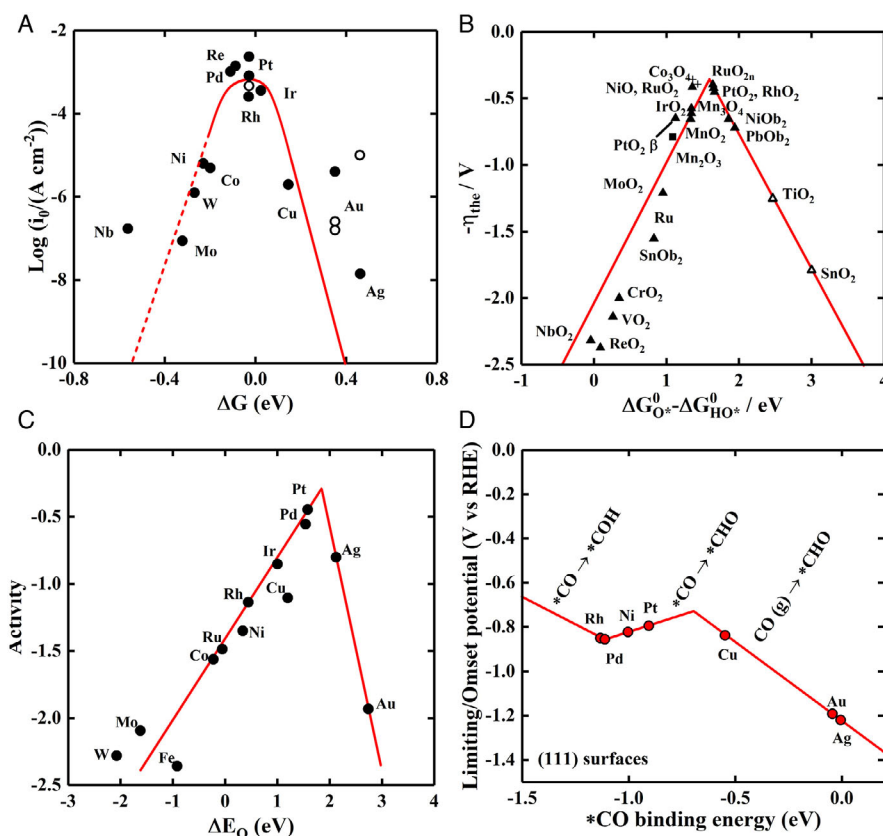 A
-2
-4
-6
-8
-10
Log (i₀/(A cm⁻²)
Re
Pd
Pt
Ir
Rh
Ni
Co
W
Cu
Au
Nb
Mo
Ag
-0.8
-0.4
0.0
0.4
0.8
ΔG (eV)
B
0.0
-0.5
-1.0
-1.5
-2.0
-2.5
-η_the / V
Co₃O₄
RuO₂ₙ
NiO, RuO₂
PtO₂, RhO₂
IrO₂
Mn₃O₄
NiOb₂
PtO₂ β
MnO₂
PbOb₂
Mn₂O₃
MoO₂
TiO₂
Ru
SnOb₂
SnO₂
CrO₂
VO₂
NbO₂
ReO₂
-1
0
1
2
3
4
ΔG⁰_O*-ΔG⁰_HO* / eV
C
0.0
-0.5
-1.0
-1.5
-2.0
-2.5
Activity
Pt
Pd
Ir
Ag
Cu
Rh
Ru
Ni
Co
Au
Mo
W
Fe
-3
-2
-1
0
1
2
3
4
ΔE_O (eV)
D
0.0
-0.2
-0.4
-0.6
-0.8
-1.0
-1.2
-1.4
Limiting/Omset potential (V vs RHE)
*CO → *COH
*CO → *CHO
CO (g) → *CHO
Rh
Ni
Pt
Pd
Cu
Au
Ag
(111) surfaces
-1.5
-1.0
-0.5
0.0
*CO binding energy (eV)